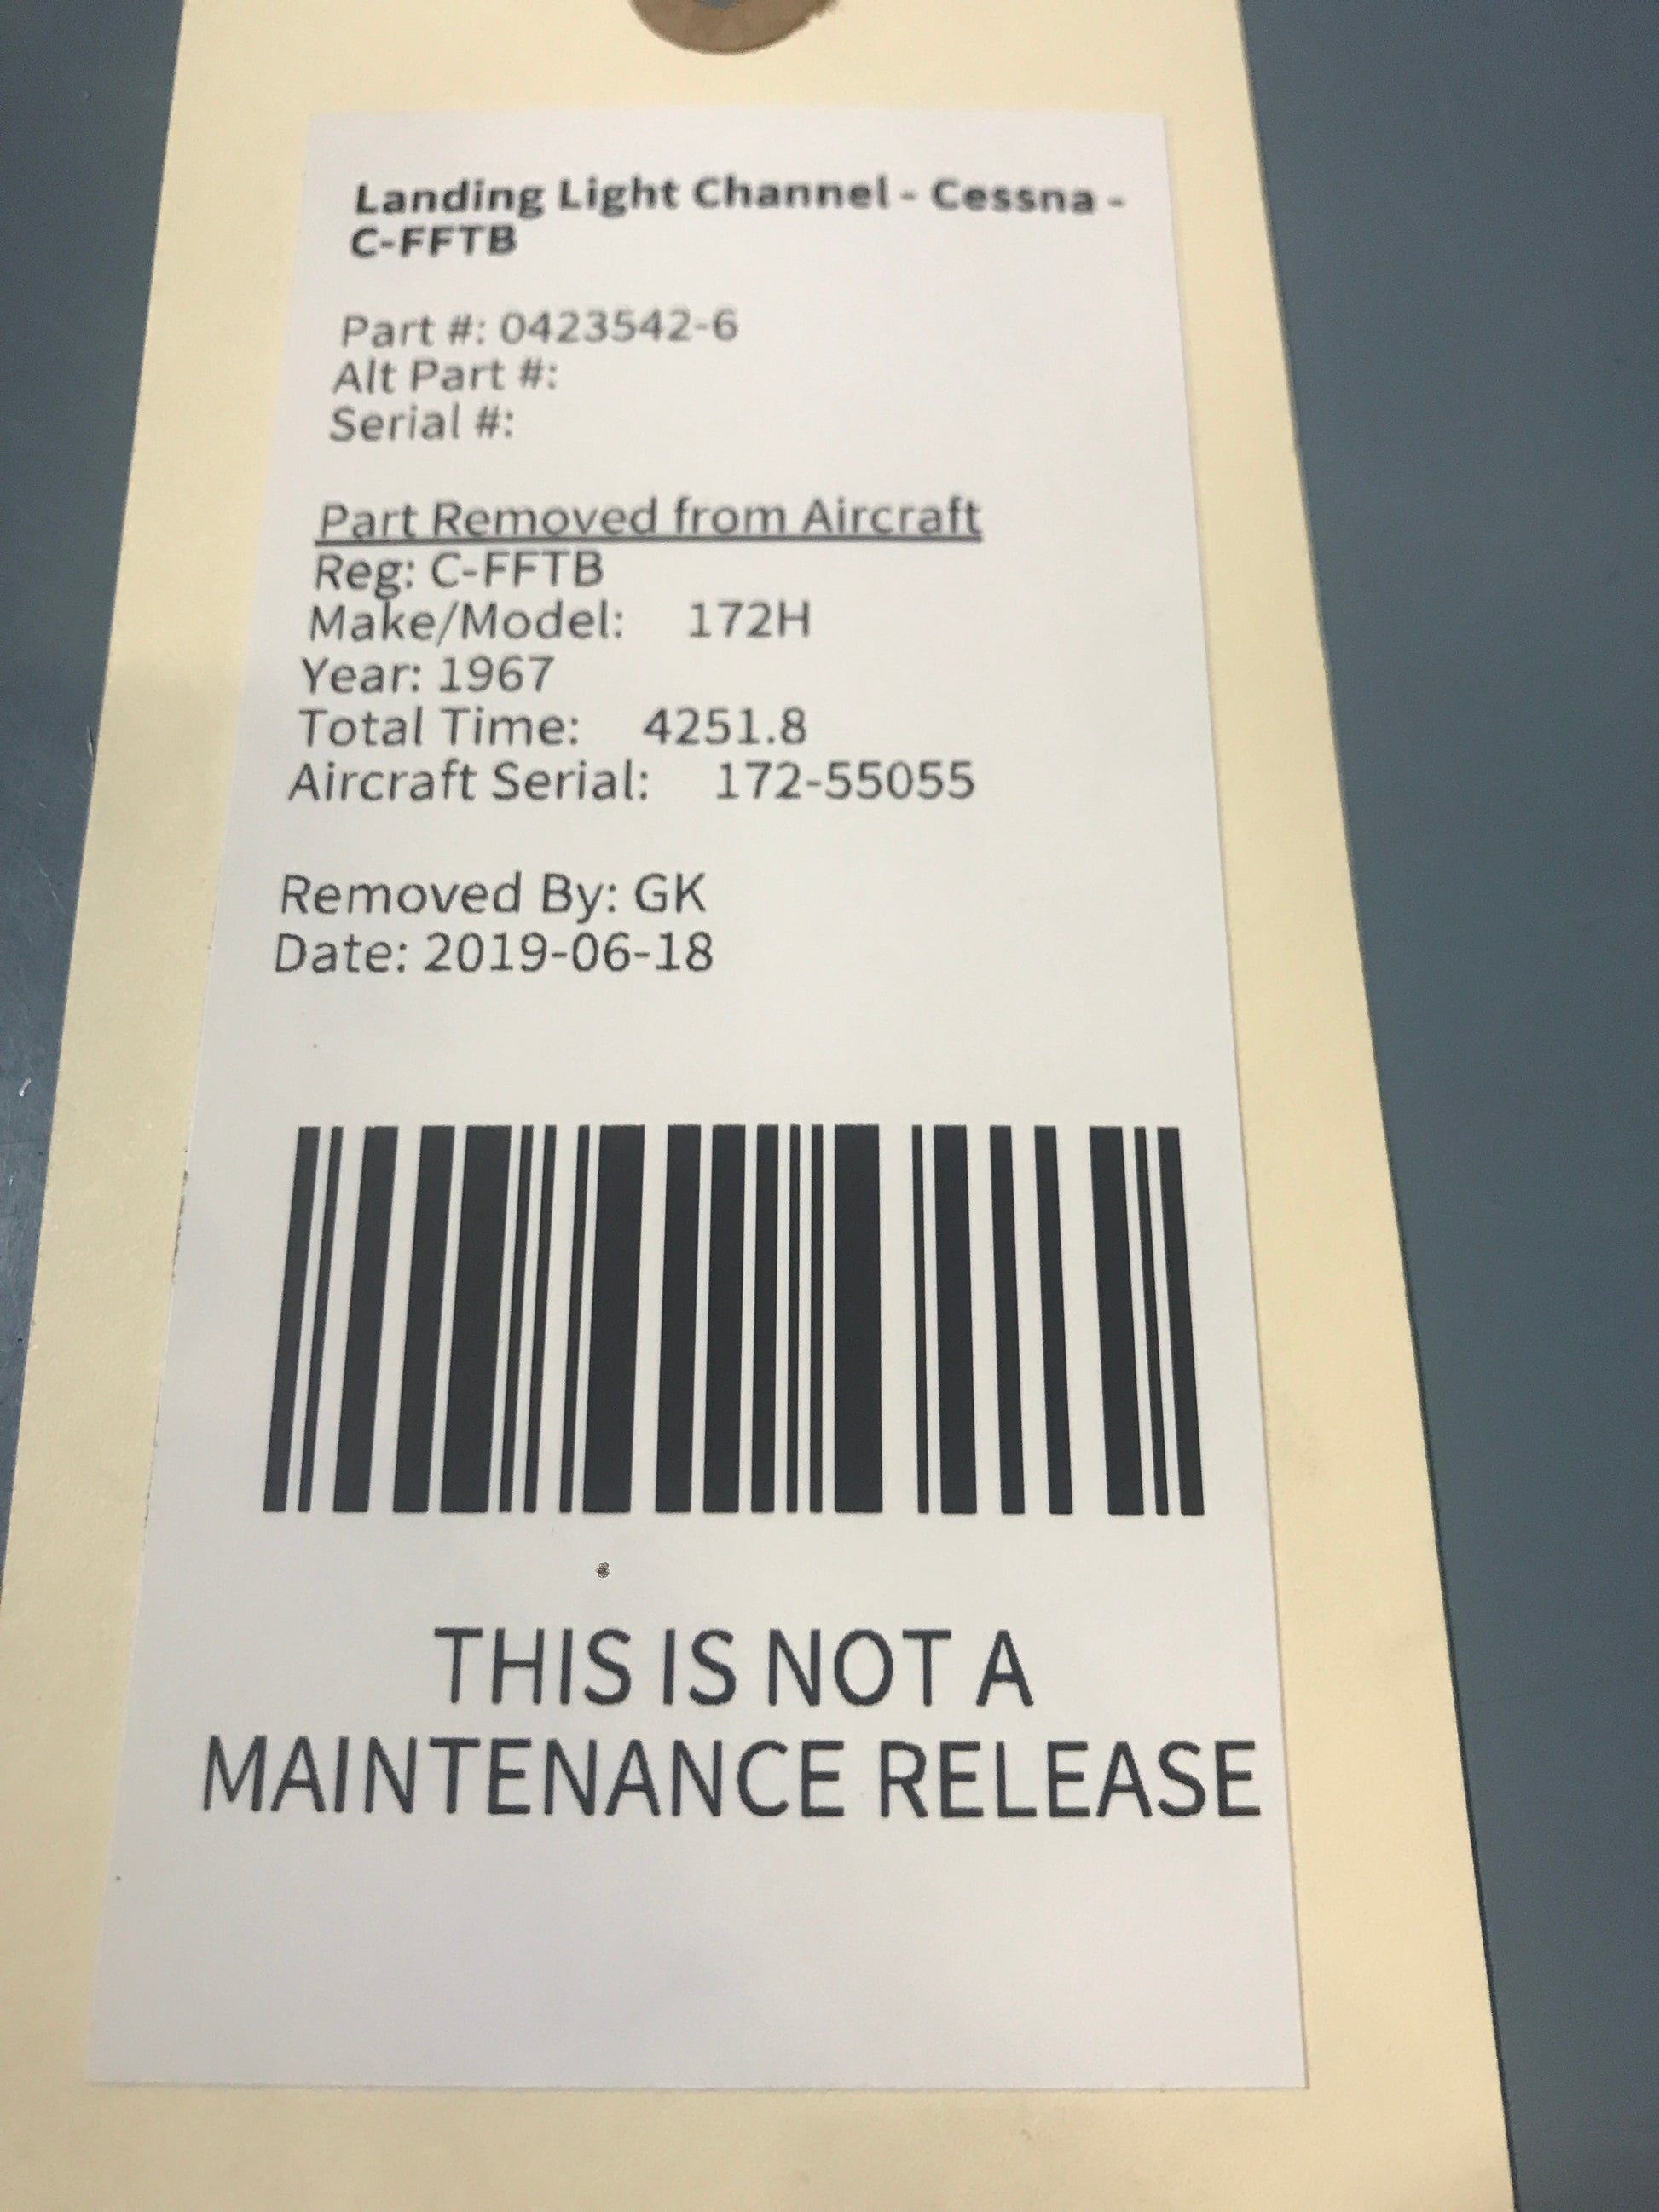 Landing Light Channel - Cessna -
C-FFTB
Part #: 0423542-6
Alt Part #:
Serial #:
Part Removed from Aircraft
Reg: C-FFTB
Make/Model: 172H
Year: 1967
Total Time: 4251.8
Aircraft Serial: 172-55055
Removed By: GK
Date: 2019-06-18
THIS IS NOT A
MAINTENANCE RELEASE